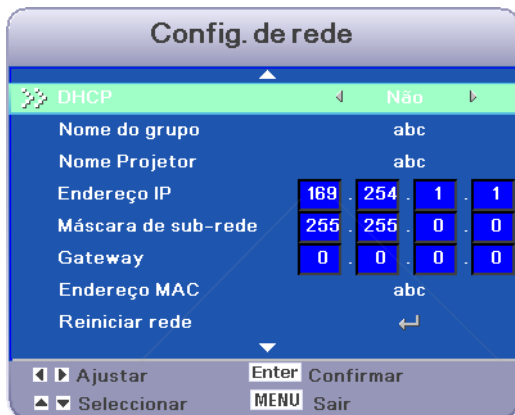 Config. de rede
DHCP Não
Nome do grupo abc
Nome Projetor abc
Endereço IP 169 . 254 . 1 . 1
Máscara de sub-rede 255 . 255 . 0 . 0
Gateway 0 . 0 . 0 . 0
Endereço MAC abc
Reiniciar rede
Ajustar Enter Confirmar
Seleccionar MENU Sair